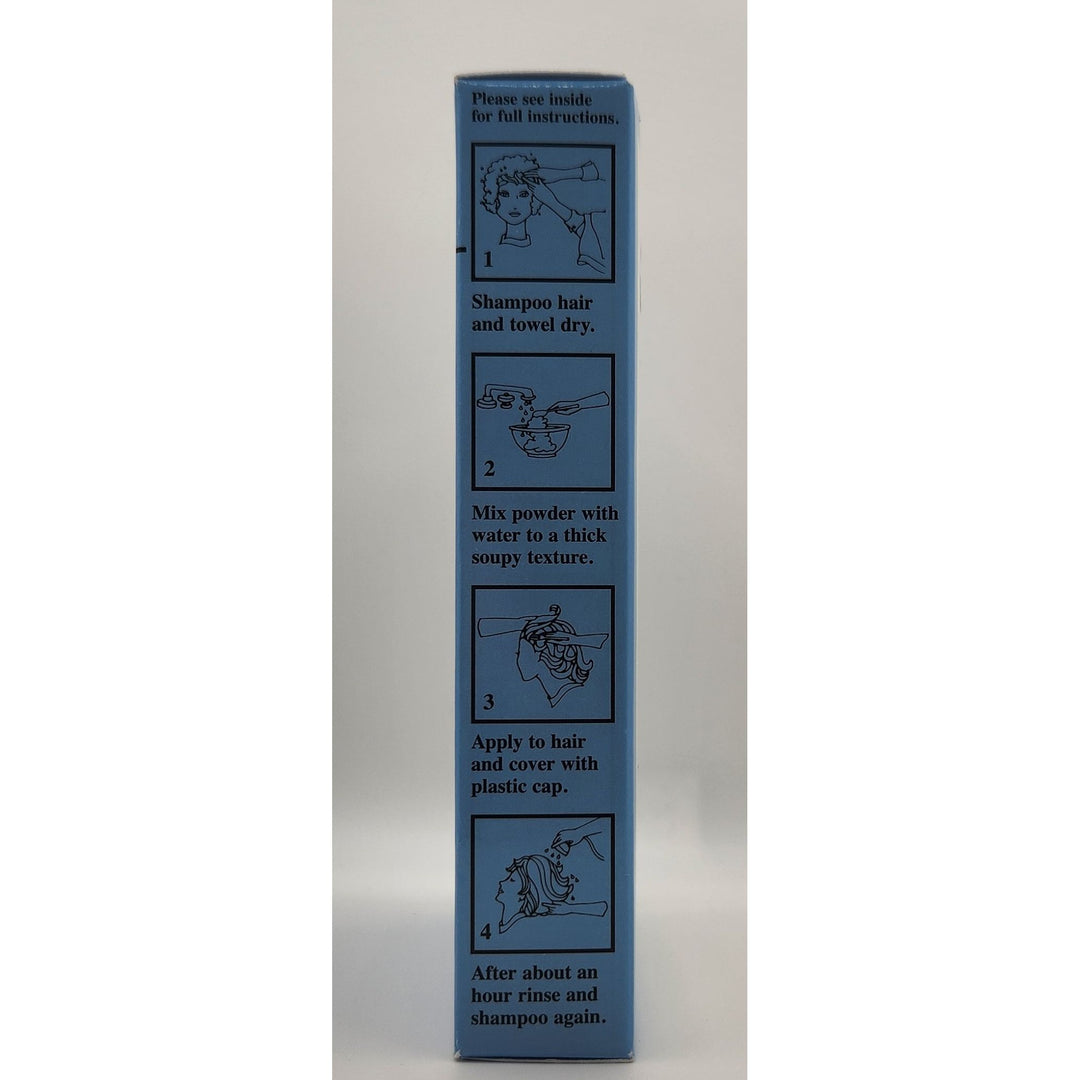 Please see inside
for full instructions.
1
Shampoo hair
and towel dry.
2
Mix powder with
water to a thick
soupy texture.
3
Apply to hair
and cover with
plastic cap.
4
After about an
hour rinse and
shampoo again.